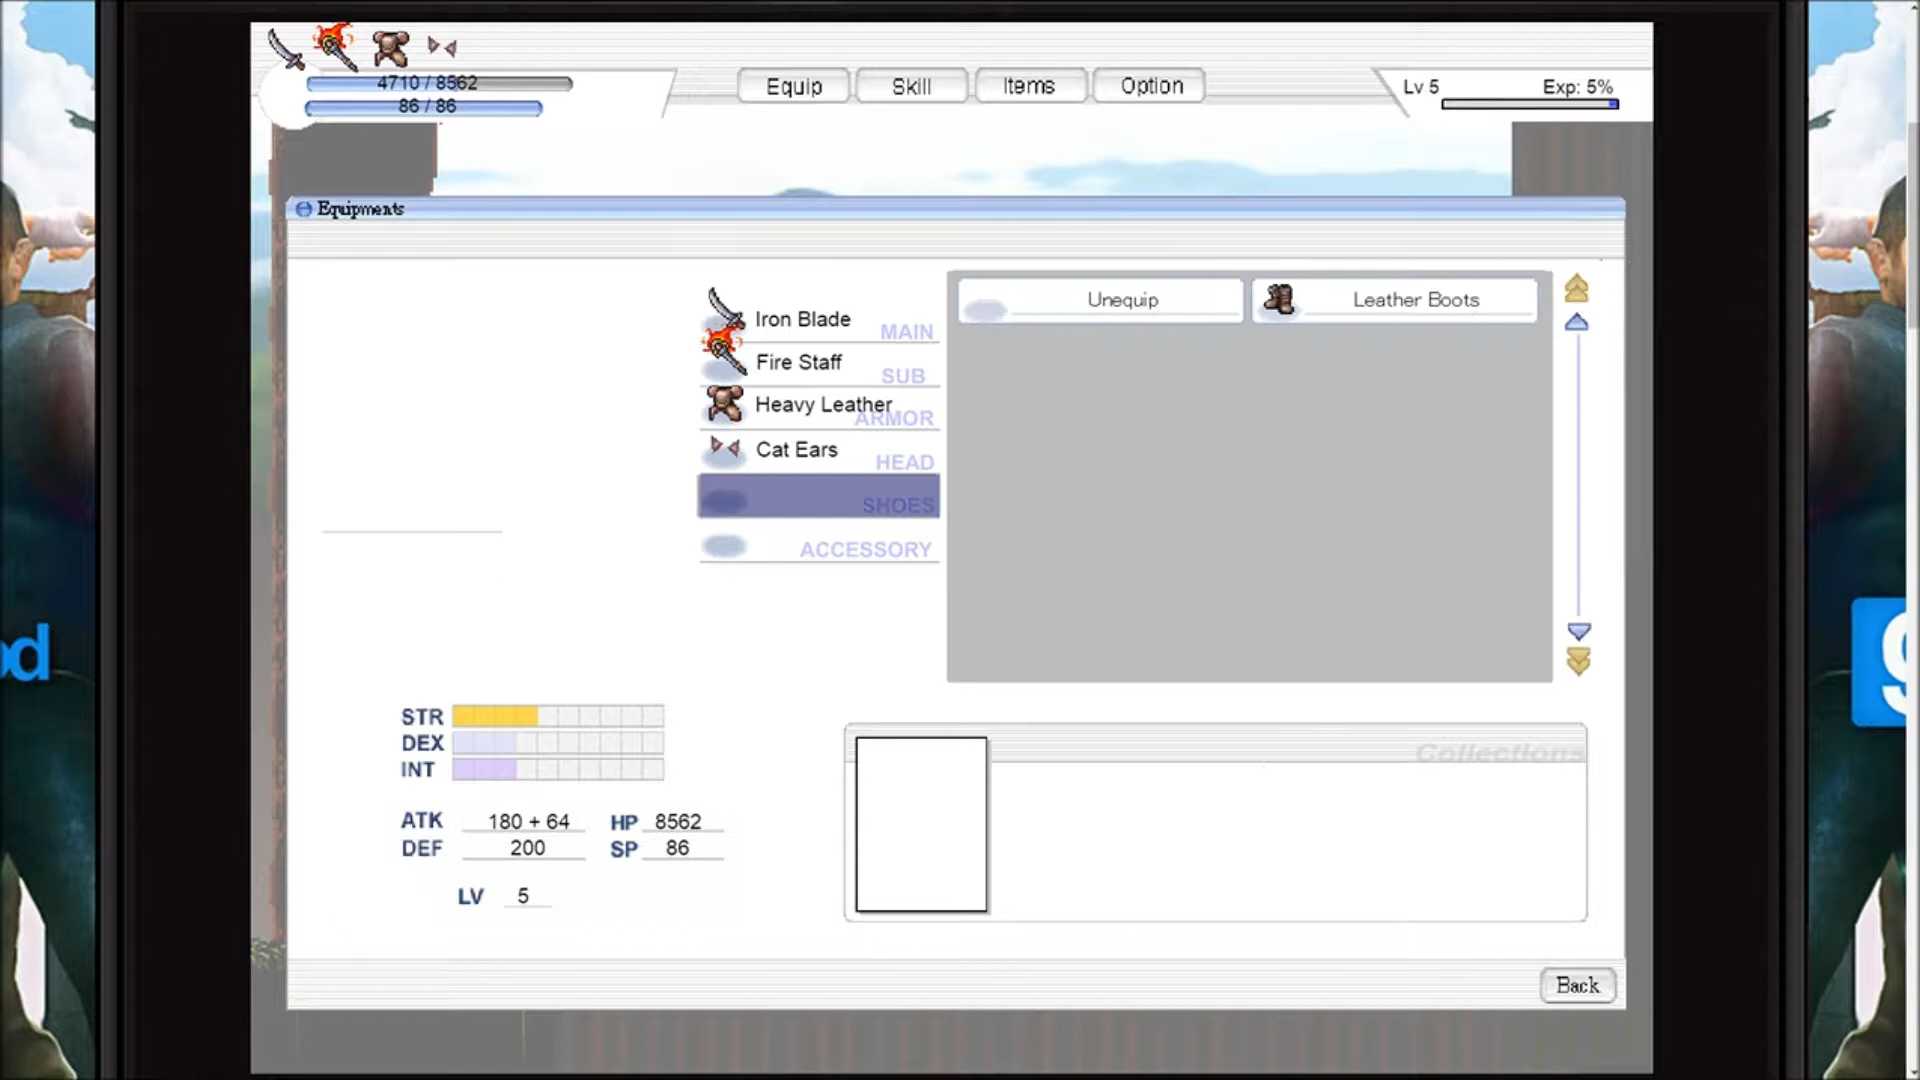 4710 / 8562
86 / 86
Equip
Skill
Items
Option
Lv 5
Exp: 5%
Equipments
Iron Blade
MAIN
Fire Staff
SUB
Heavy Leather
ARMOR
Cat Ears
HEAD
SHOES
ACCESSORY
Unequip
Leather Boots
STR
DEX
INT
ATK 180 + 64 HP 8562
DEF 200 SP 86
LV 5
Collections
Back